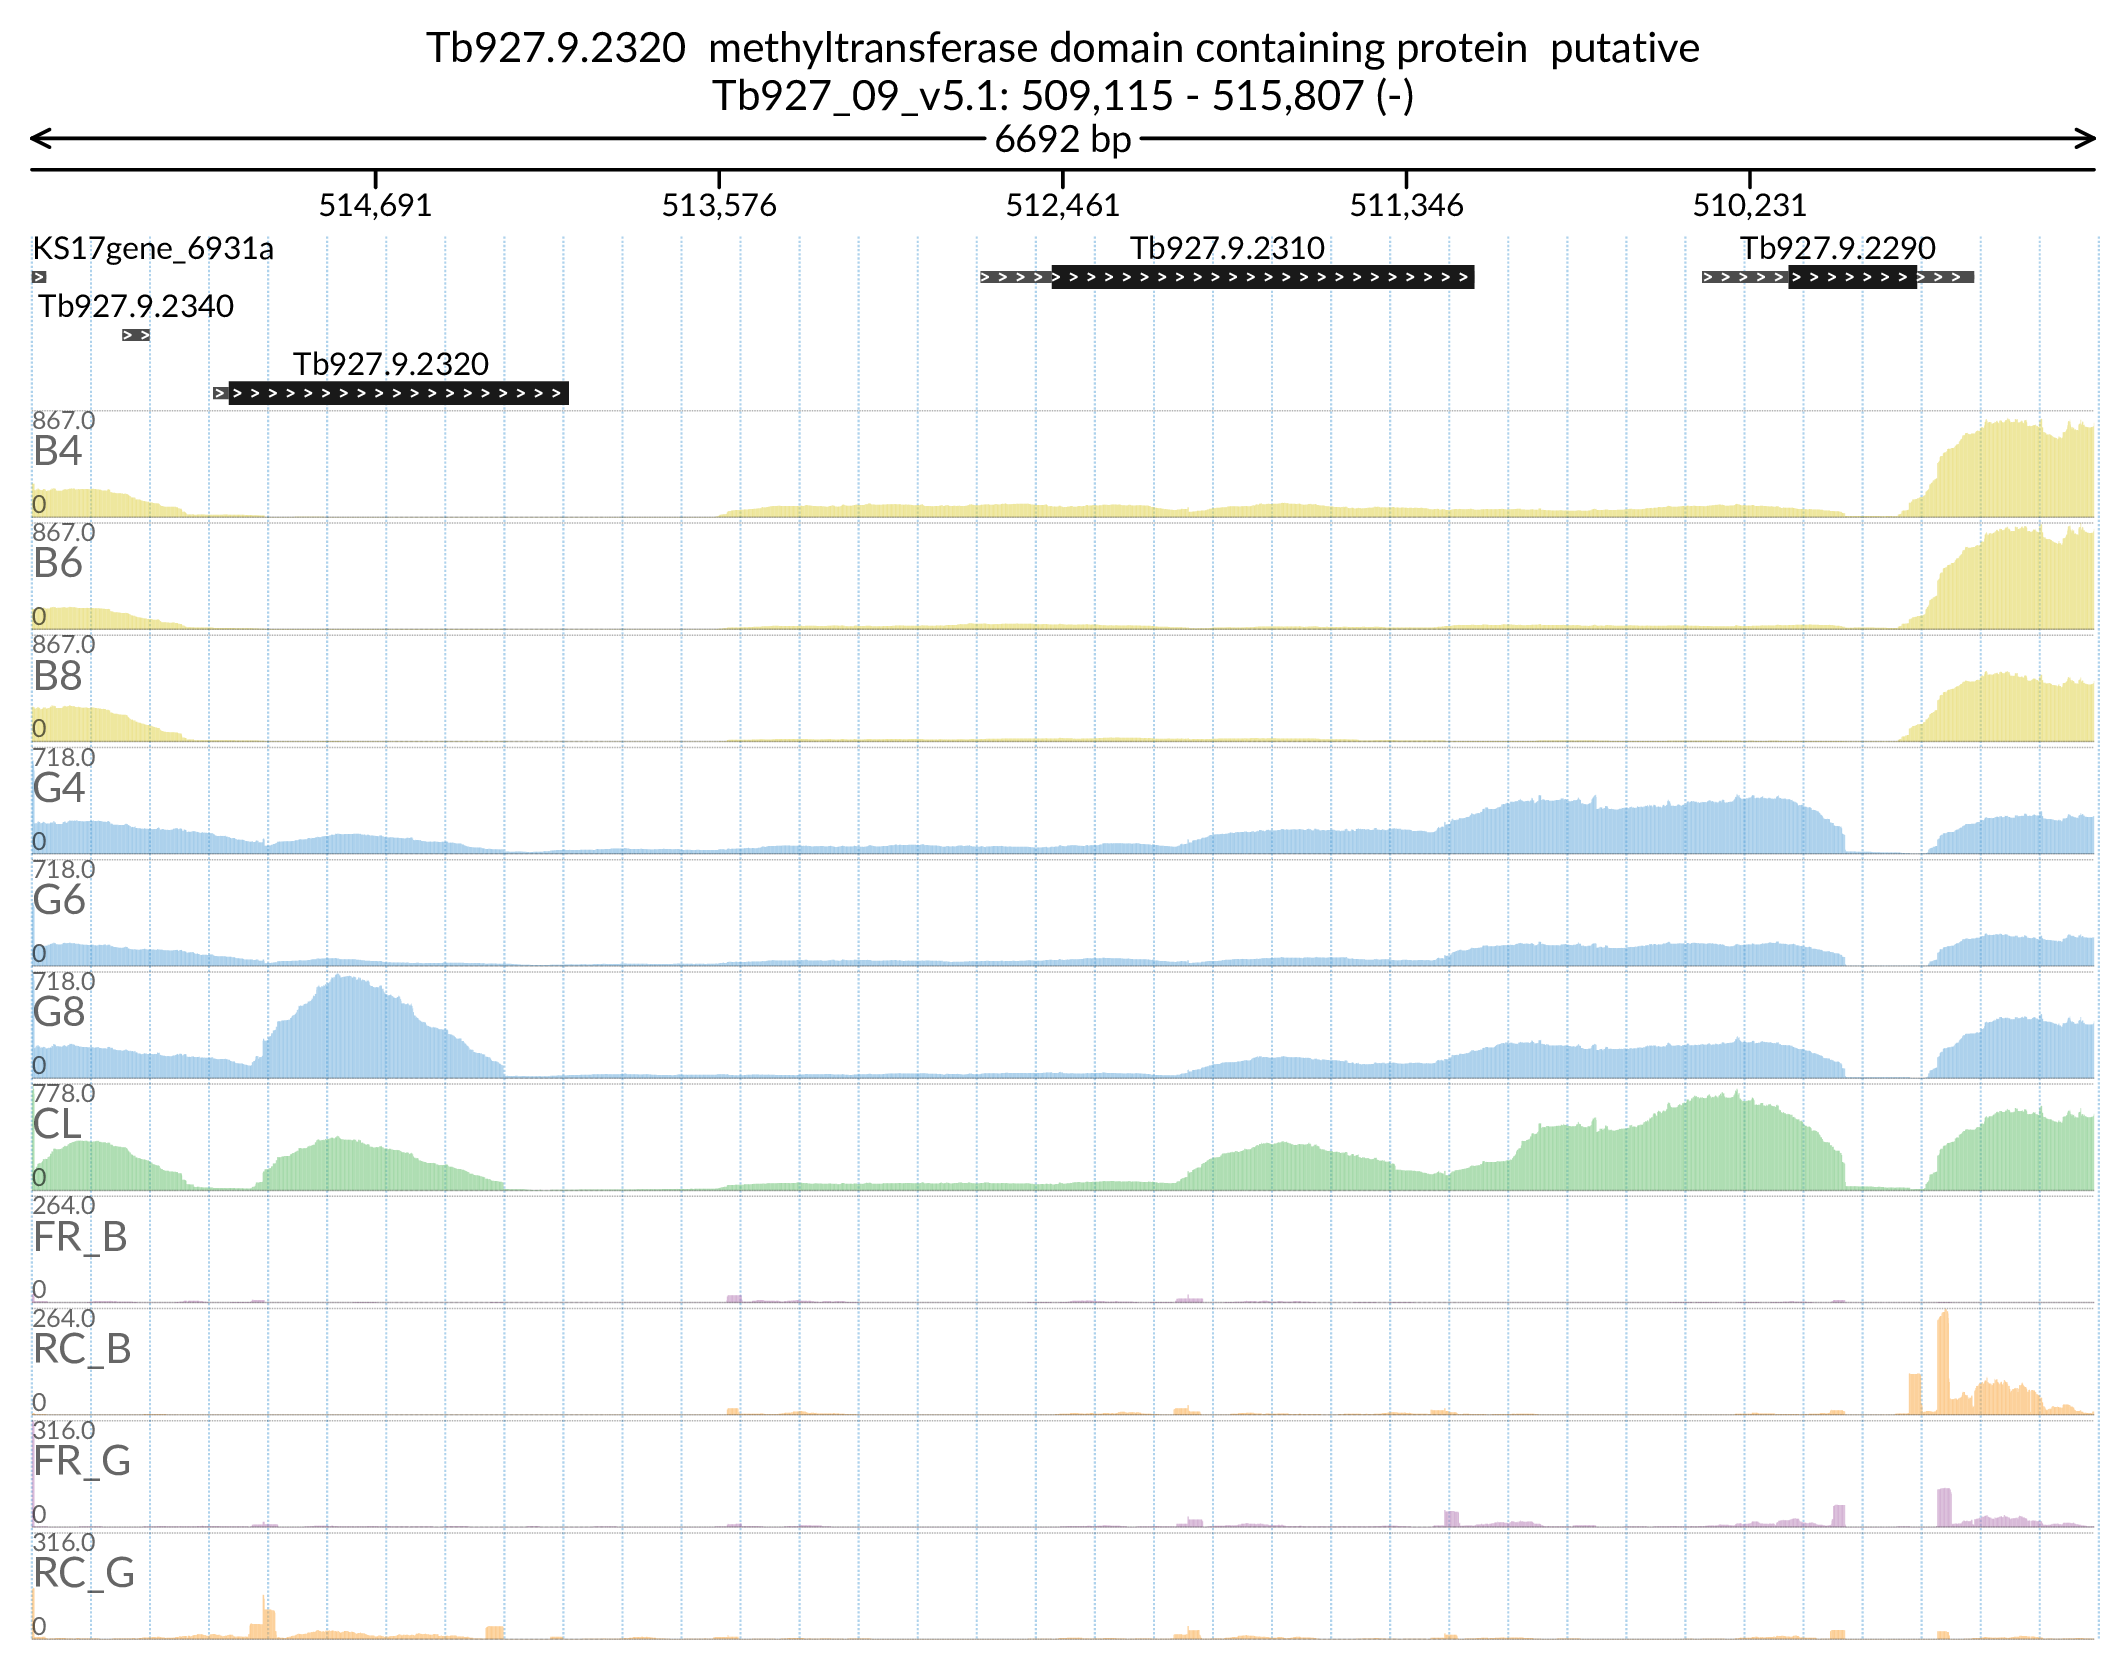 Tb927.9.2320  methyltransferase domain containing protein  putative
Tb927_09_v5.1: 509,115 - 515,807 (-)
6692 bp
514,691 513,576 512,461 511,346 510,231
KS17gene_6931a Tb927.9.2310 Tb927.9.2290
Tb927.9.2340
Tb927.9.2320
867.0
B4
0
867.0
B6
0
867.0
B8
0
718.0
G4
0
718.0
G6
0
718.0
G8
0
778.0
CL
0
264.0
FR_B
0
264.0
RC_B
0
316.0
FR_G
0
316.0
RC_G
0